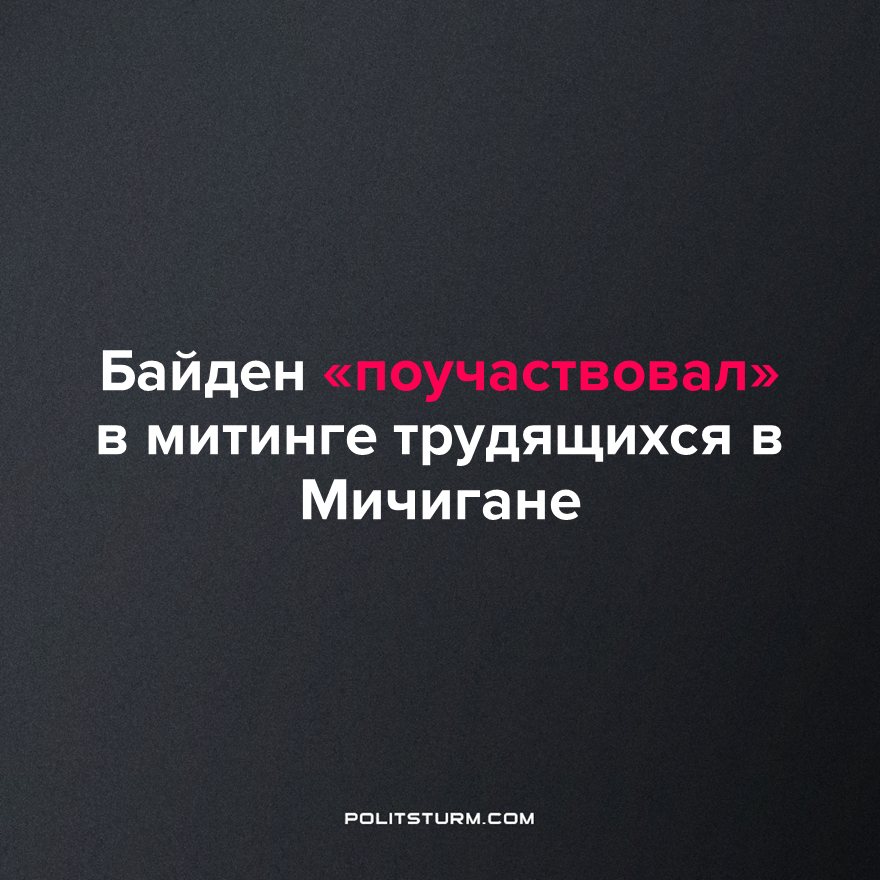 Байден «поучаствовал»
в митинге трудящихся в
Мичигане
POLITSTURM.COM